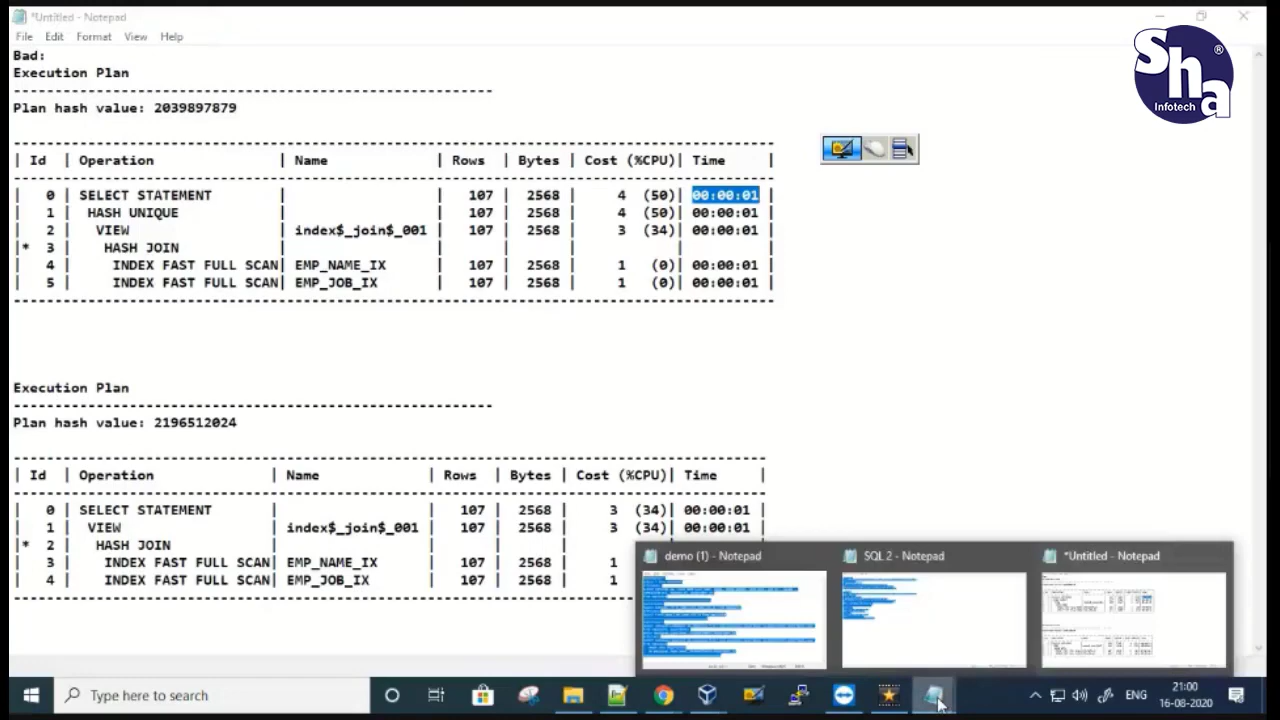 *Untitled - Notepad
File Edit Format View Help
Sha
®
Infotech
Bad:
Execution Plan
----------------------------------------------------------
Plan hash value: 2039897879
| Id | Operation | Name | Rows | Bytes | Cost (%CPU)| Time |
| 0 | SELECT STATEMENT | | 107 | 2568 | 4 (50)| 00:00:01 |
| 1 | HASH UNIQUE | | 107 | 2568 | 4 (50)| 00:00:01 |
| 2 | VIEW | index$_join$_001 | 107 | 2568 | 3 (34)| 00:00:01 |
|* 3 | HASH JOIN | | | | | |
| 4 | INDEX FAST FULL SCAN| EMP_NAME_IX | 107 | 2568 | 1 (0)| 00:00:01 |
| 5 | INDEX FAST FULL SCAN| EMP_JOB_IX | 107 | 2568 | 1 (0)| 00:00:01 |
Execution Plan
----------------------------------------------------------
Plan hash value: 2196512024
| Id | Operation | Name | Rows | Bytes | Cost (%CPU)| Time |
| 0 | SELECT STATEMENT | | 107 | 2568 | 3 (34)| 00:00:01 |
| 1 | VIEW | index$_join$_001 | 107 | 2568 | 3 (34)| 00:00:01 |
|* 2 | HASH JOIN | | | |
| 3 | INDEX FAST FULL SCAN| EMP_NAME_IX | 107 | 2568 | 1
| 4 | INDEX FAST FULL SCAN| EMP_JOB_IX | 107 | 2568 | 1
demo (1) - Notepad
SQL 2 - Notepad
*Untitled - Notepad
Type here to search
ENG
21:00
16-08-2020